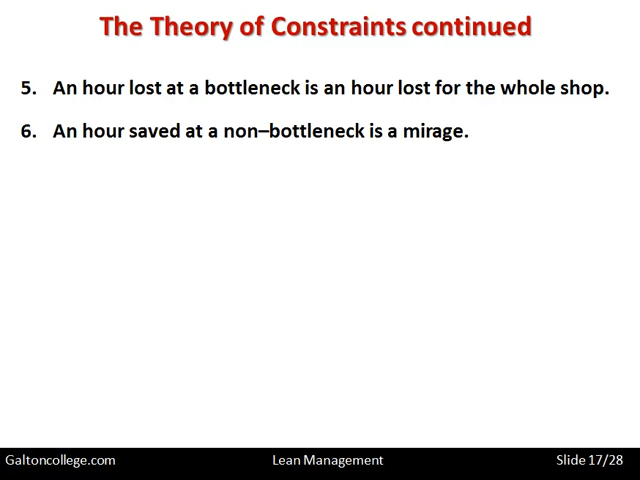 The Theory of Constraints continued
5. An hour lost at a bottleneck is an hour lost for the whole shop.
6. An hour saved at a non–bottleneck is a mirage.
Galtoncollege.com Lean Management Slide 17/28